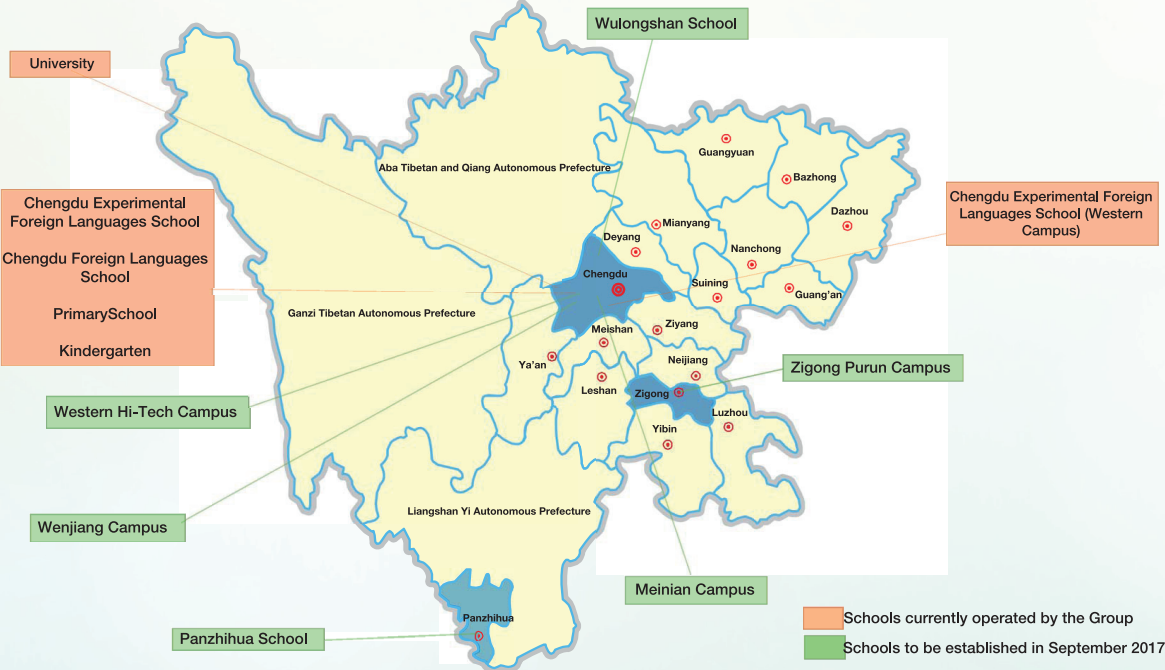 Wulongshan School
University
Guangyuan
Aba Tibetan and Qiang Autonomous Prefecture
Bazhong
Chengdu Experimental
Foreign Languages School
Chengdu Foreign Languages
School
PrimarySchool
Kindergarten
Chengdu Experimental Foreign
Languages School (Western
Campus)
Dazhou
Mianyang
Deyang
Nanchong
Chengdu
Suining
Guang'an
Ganzi Tibetan Autonomous Prefecture
Meishan
Ziyang
Ya'an
Neijiang
Zigong Purun Campus
Leshan
Zigong
Western Hi-Tech Campus
Luzhou
Yibin
Liangshan Yi Autonomous Prefecture
Wenjiang Campus
Meinian Campus
Panzhihua
Panzhihua School
Schools currently operated by the Group
Schools to be established in September 2017